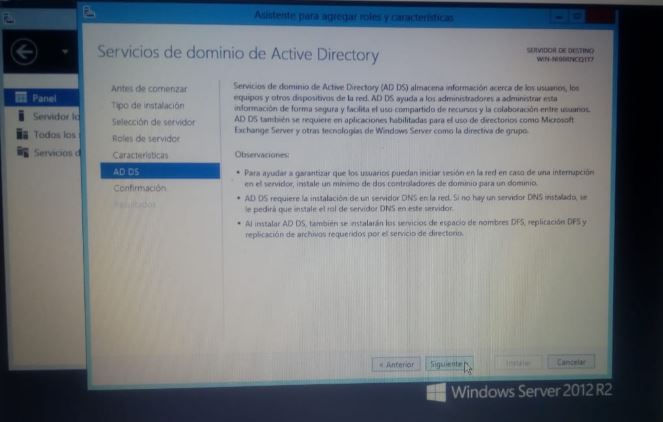 Asistente para agregar roles y características
Servicios de dominio de Active Directory
SERVIDOR DE DESTINO
Panel
Servidor lo
Todos los
Servicios d
Antes de comenzar
Tipo de instalación
Selección de servidor
Roles de servidor
Características
AD DS
Confirmación
Resultados
Servicios de dominio de Active Directory (AD DS) almacena información acerca de los usuarios, los
equipos y otros dispositivos de la red. AD DS ayuda a los administradores a administrar esta
información de forma segura y facilita el uso compartido de recursos y la colaboración entre usuarios.
AD DS también se requiere en aplicaciones habilitadas para el uso de directorios como Microsoft
Exchange Server y otras tecnologías de Windows Server como la directiva de grupo.
Observaciones:
• Para ayudar a garantizar que los usuarios puedan iniciar sesión en la red en caso de una interrupción
en el servidor, instale un mínimo de dos controladores de dominio para un dominio.
• AD DS requiere la instalación de un servidor DNS en la red. Si no hay un servidor DNS instalado, se
le pedirá que instale el rol de servidor DNS en este servidor.
• Al instalar AD DS, también se instalarán los servicios de espacio de nombres DFS, replicación DFS y
replicación de archivos requeridos por el servicio de directorio.
< Anterior
Siguiente >
Instalar
Cancelar
Windows Server 2012 R2